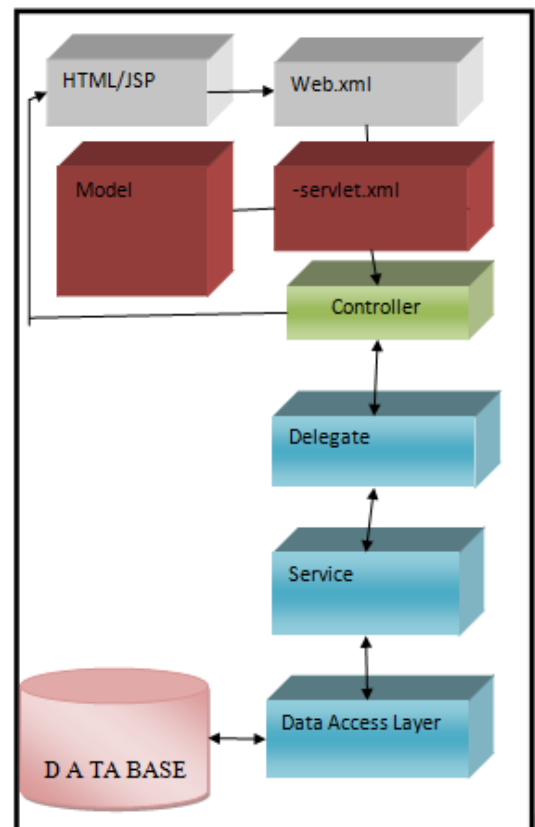 HTML/JSP
Web.xml
Model
-servlet.xml
Controller
Delegate
Service
Data Access Layer
D A TA BASE